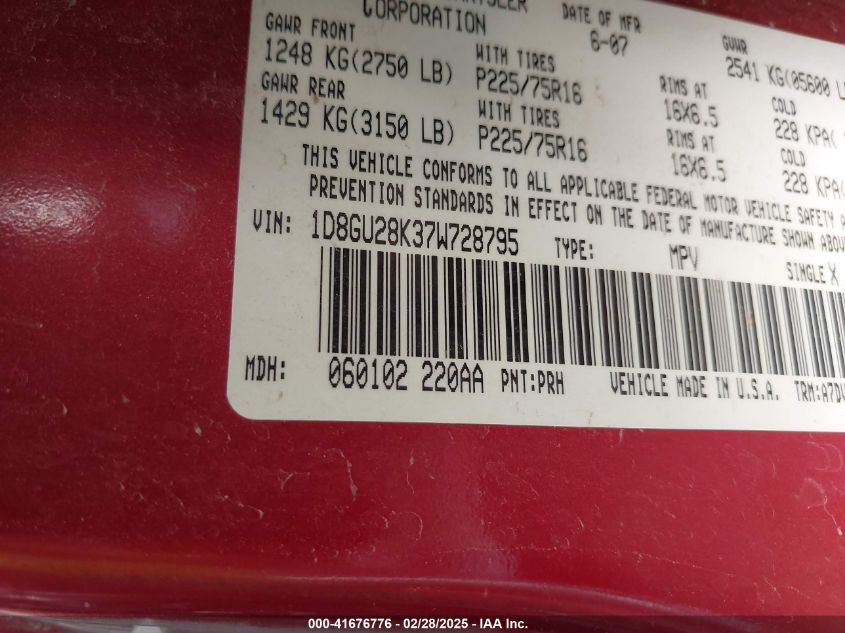 CORPORATION DATE OF MFR GVWR
GAWR FRONT 6-07 2541 KG(05600
1248 KG(2750 LB) WITH TIRES RIMS AT COLD
GAWR REAR P225/75R16 16X6.5 228 KPA(
1429 KG(3150 LB) WITH TIRES RIMS AT COLD
P225/75R16 16X6.5 228 KPA(
THIS VEHICLE CONFORMS TO ALL APPLICABLE FEDERAL MOTOR VEHICLE SAFETY
PREVENTION STANDARDS IN EFFECT ON THE DATE OF MANUFACTURE SHOWN
VIN: 1D8GU28K37W728795 TYPE: MPV SINGLE X
MDH: 060102 220AA PNT:PRH VEHICLE MADE IN U.S.A. TRM:A7DV
000-41676776 / 02/28/2025 / IAA Inc.